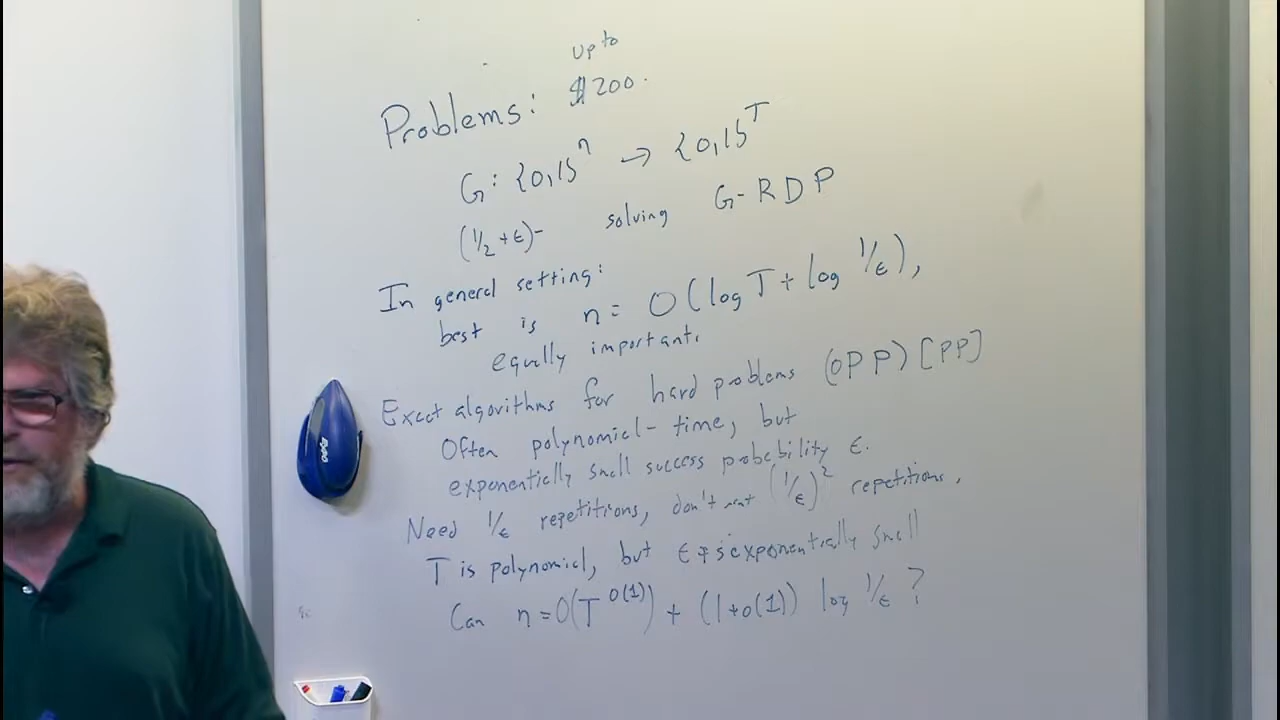 up to
Problems: $200.
G: {0,1}ⁿ → {0,1}ᵀ
(1/2 + ε)- solving G-RDP
In general setting:
best is n = O(log T + log 1/ε),
equally important.
Exact algorithms for hard problems (OPP) [PP]
Often polynomial-time, but
exponentially small success probability ε.
Need 1/ε repetitions, don't want (1/ε)² repetitions.
T is polynomial, but ε is exponentially small
Can n = O(T^O(1)) + (1+o(1)) log 1/ε ?